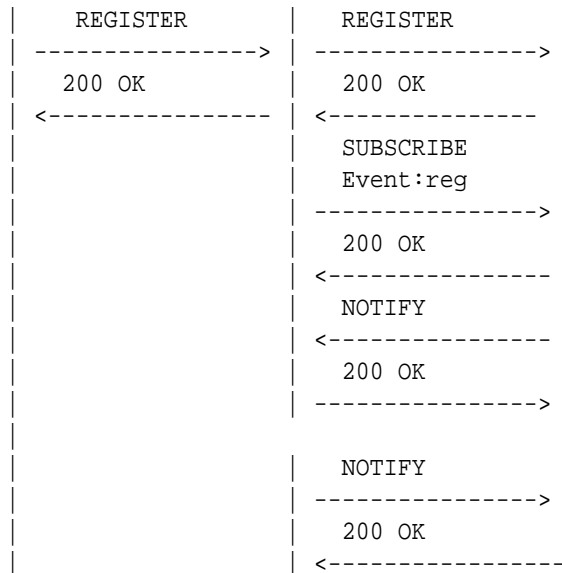 |    REGISTER       |   REGISTER
| ----------------> | ---------------->
|   200 OK          |   200 OK
| <---------------- | <---------------
|                   |   SUBSCRIBE
|                   |   Event:reg
|                   | ---------------->
|                   |   200 OK
|                   | <----------------
|                   |   NOTIFY
|                   | <----------------
|                   |   200 OK
|                   | ---------------->
|
|                   |   NOTIFY
|                   | ---------------->
|                   |   200 OK
|                   | <-----------------